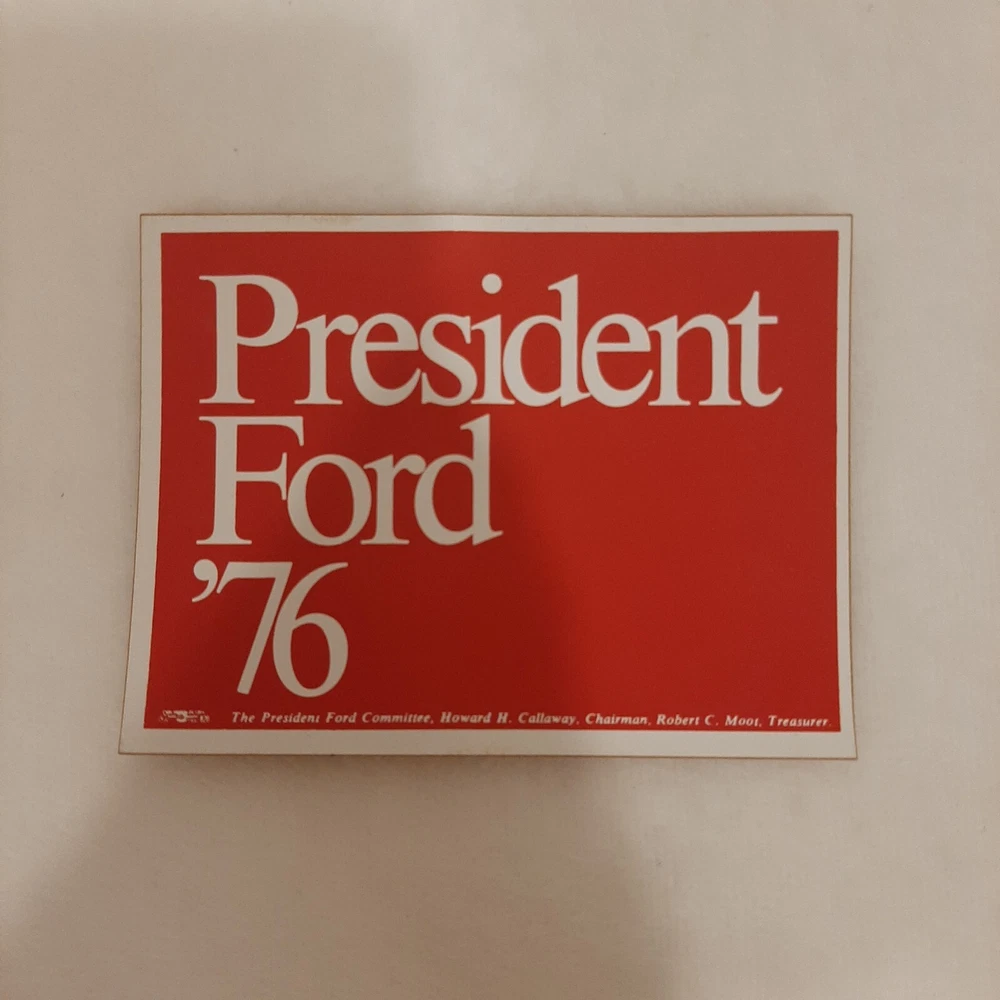 President
Ford
’76
The President Ford Committee, Howard H. Callaway, Chairman, Robert C. Moot, Treasurer.